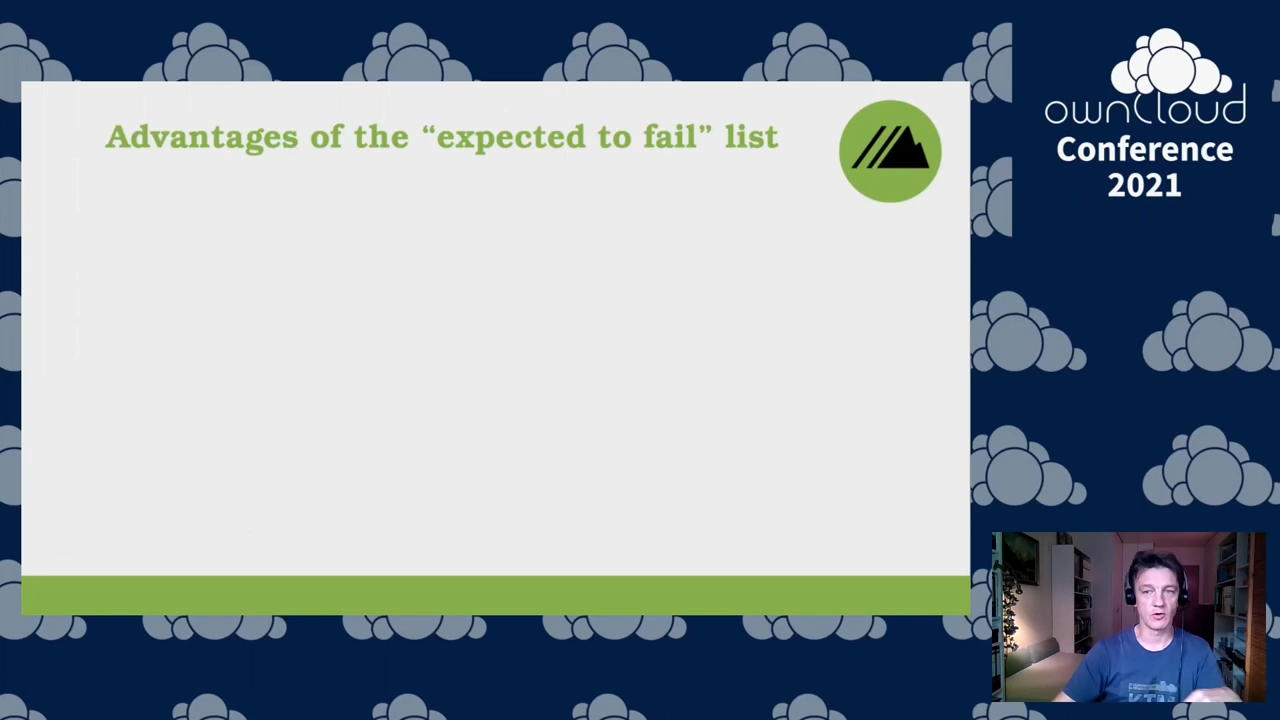 Advantages of the “expected to fail” list
ownCloud
Conference
2021